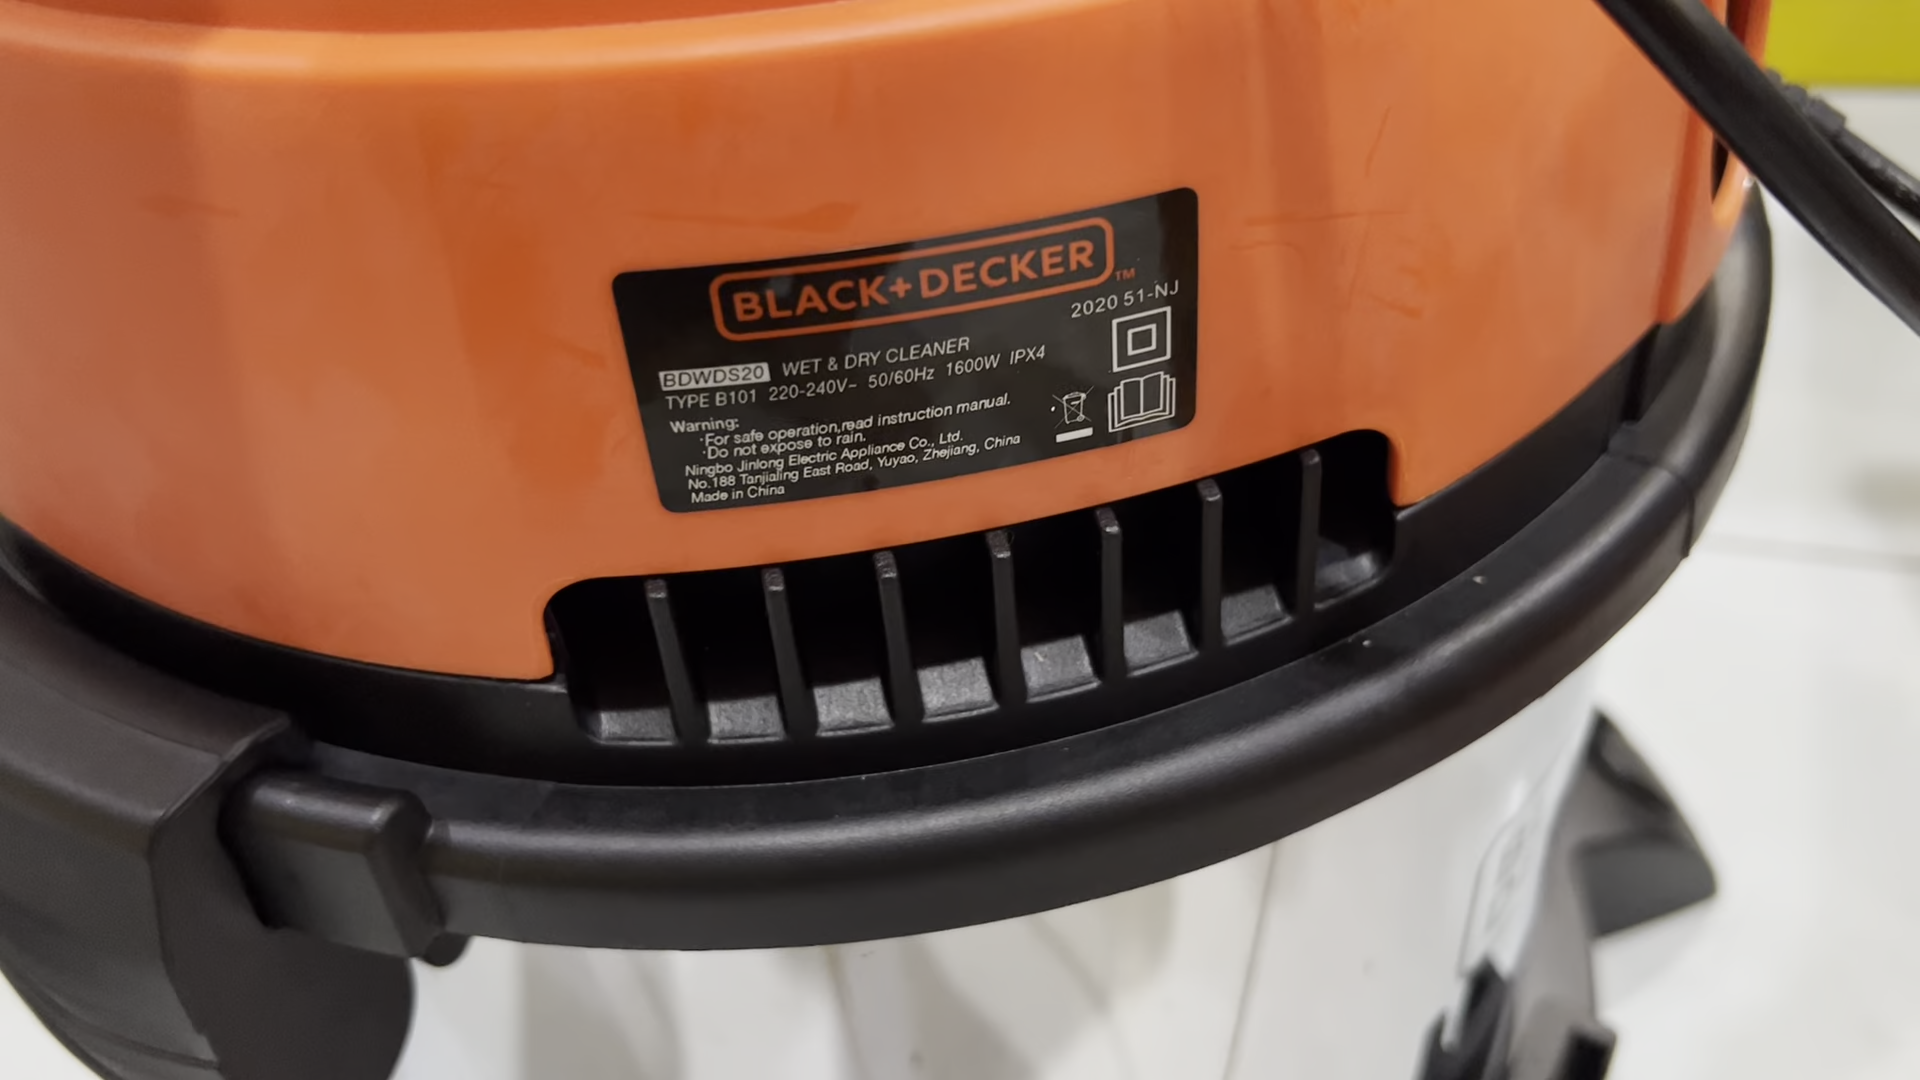 BLACK+DECKER™
2020 51-NJ
BDWDS20 WET & DRY CLEANER
TYPE B101 220-240V~ 50/60Hz 1600W IPX4
Warning:
·For safe operation,read instruction manual.
·Do not expose to rain.
Ningbo Jinlong Electric Appliance Co., Ltd.
No.188 Tanjialing East Road, Yuyao, Zhejiang, China
Made in China